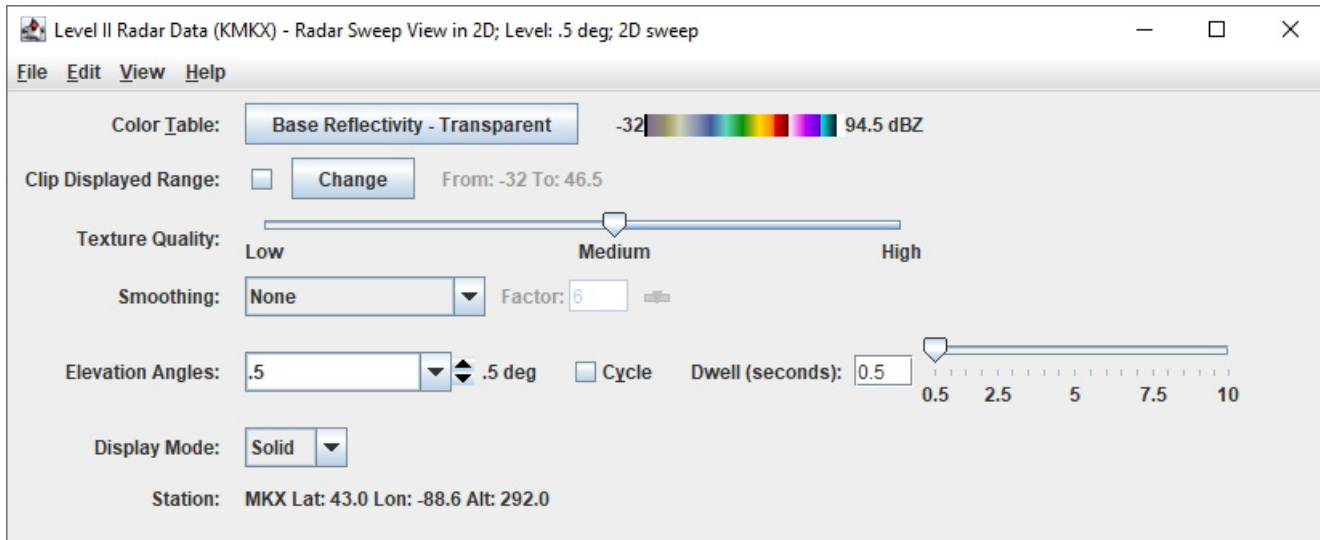 Level II Radar Data (KMKX) - Radar Sweep View in 2D; Level: .5 deg; 2D sweep
File Edit View Help
Color Table: Base Reflectivity - Transparent -32 94.5 dBZ
Clip Displayed Range: Change From: -32 To: 46.5
Texture Quality:
Low Medium High
Smoothing: None Factor: 6
Elevation Angles: .5 .5 deg Cycle Dwell (seconds): 0.5
0.5 2.5 5 7.5 10
Display Mode: Solid
Station: MKX Lat: 43.0 Lon: -88.6 Alt: 292.0